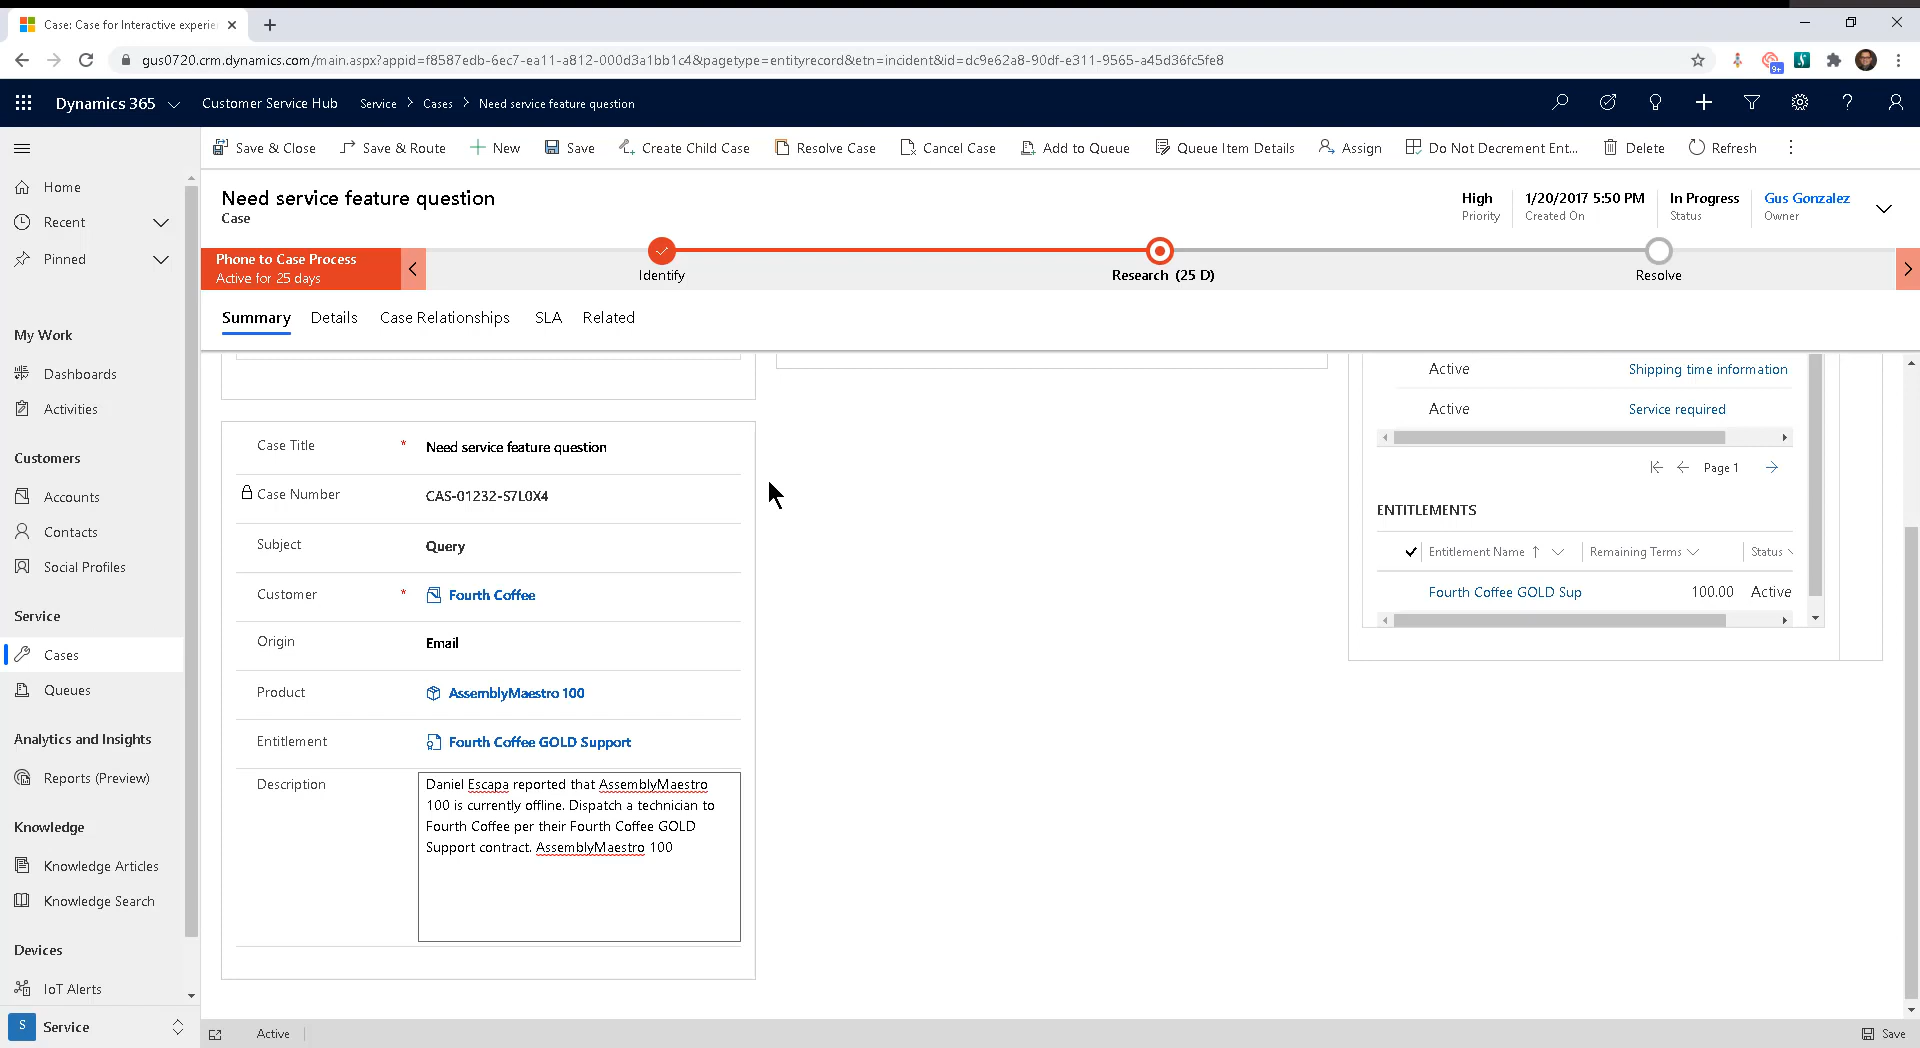 Case: Case for Interactive experie
gus0720.crm.dynamics.com/main.aspx?appid=f8587edb-6ec7-ea11-a812-000d3a1bb1c4&pagetype=entityrecord&etn=incident&id=dc9e62a8-90df-e311-9565-a45d36fc5fe8
9+
Dynamics 365 Customer Service Hub Service > Cases > Need service feature question
Save & Close Save & Route New Save Create Child Case Resolve Case Cancel Case Add to Queue Queue Item Details Assign Do Not Decrement Ent... Delete Refresh
Home
Recent
Pinned
My Work
Dashboards
Activities
Customers
Accounts
Contacts
Social Profiles
Service
Cases
Queues
Analytics and Insights
Reports (Preview)
Knowledge
Knowledge Articles
Knowledge Search
Devices
IoT Alerts
S Service
Need service feature question
Case
High
Priority
1/20/2017 5:50 PM
Created On
In Progress
Status
Gus Gonzalez
Owner
Phone to Case Process
Active for 25 days
Identify
Research (25 D)
Resolve
Summary Details Case Relationships SLA Related
Case Title * Need service feature question
Case Number CAS-01232-S7L0X4
Subject Query
Customer * Fourth Coffee
Origin Email
Product AssemblyMaestro 100
Entitlement Fourth Coffee GOLD Support
Description
Daniel Escapa reported that AssemblyMaestro
100 is currently offline. Dispatch a technician to
Fourth Coffee per their Fourth Coffee GOLD
Support contract. AssemblyMaestro 100
Active Shipping time information
Active Service required
Page 1
ENTITLEMENTS
Entitlement Name Remaining Terms Status
Fourth Coffee GOLD Sup 100.00 Active
Active
Save